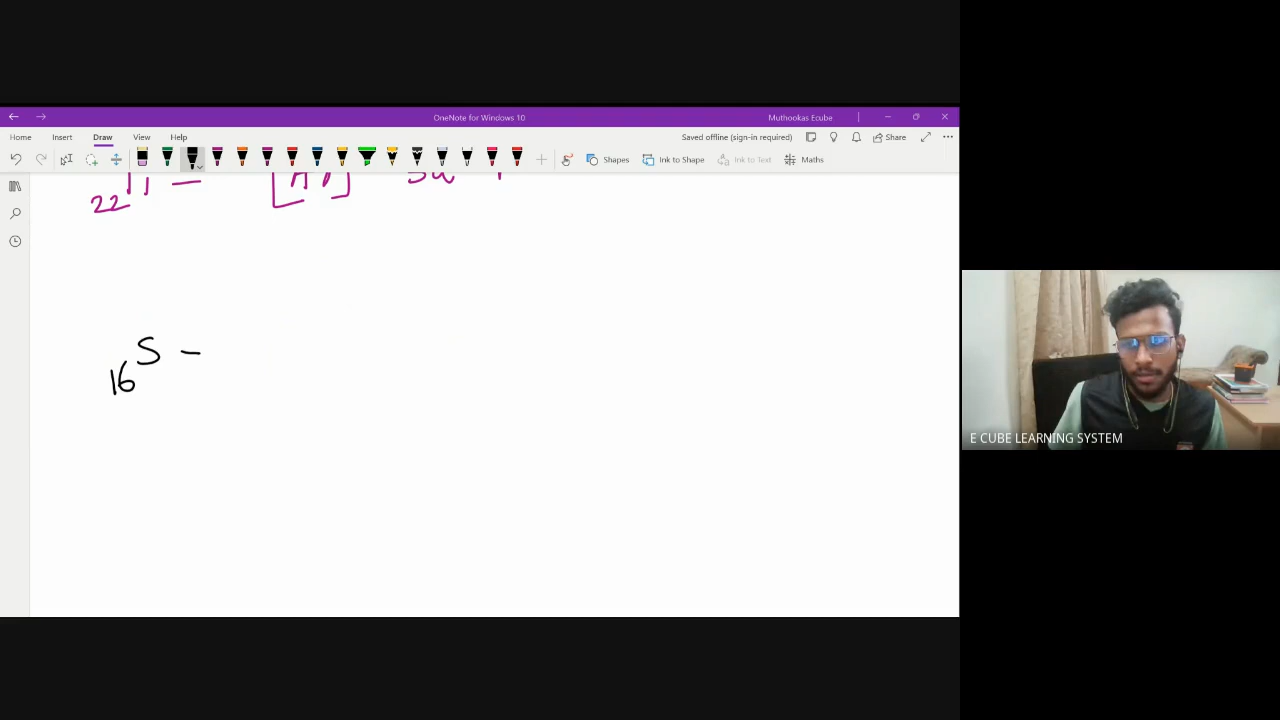 OneNote for Windows 10
Muthookas Ecube
Home Insert Draw View Help
Saved offline (sign-in required)
Share
Shapes
Ink to Shape
Ink to Text
Maths
22
16 S –
E CUBE LEARNING SYSTEM